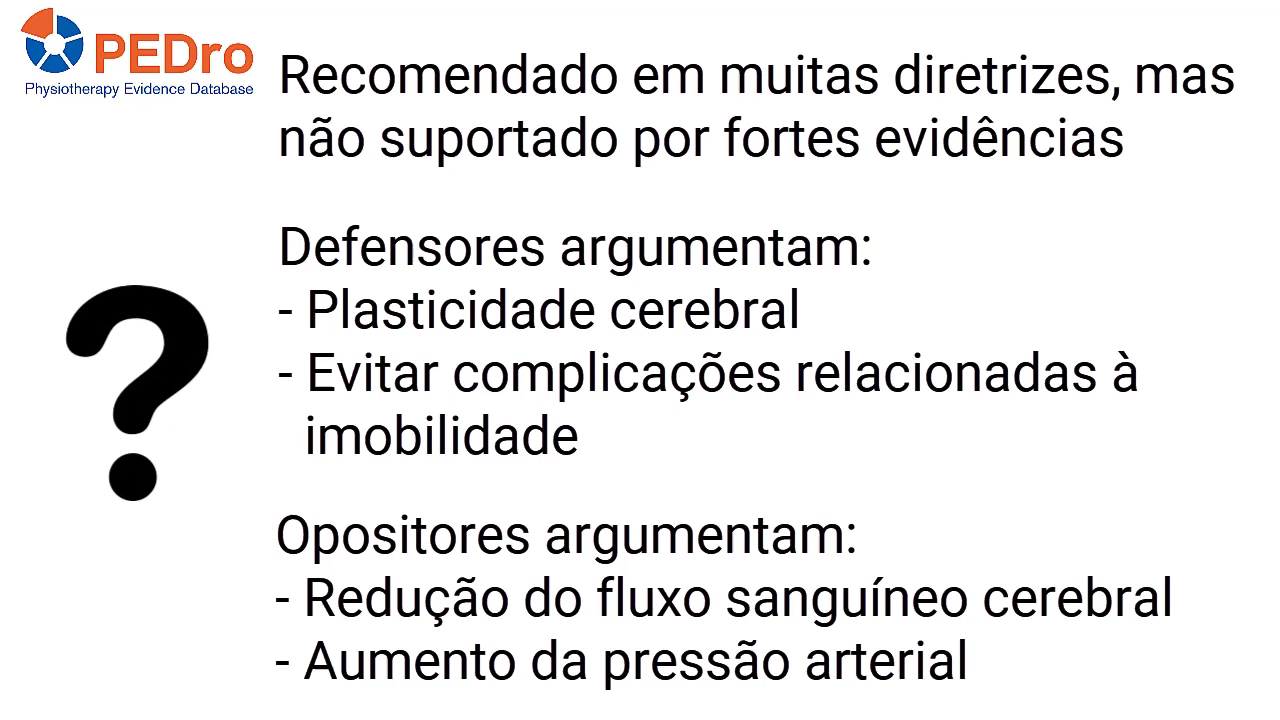 PEDro
Physiotherapy Evidence Database
Recomendado em muitas diretrizes, mas
não suportado por fortes evidências
Defensores argumentam:
- Plasticidade cerebral
- Evitar complicações relacionadas à
imobilidade
?
Opositores argumentam:
- Redução do fluxo sanguíneo cerebral
- Aumento da pressão arterial